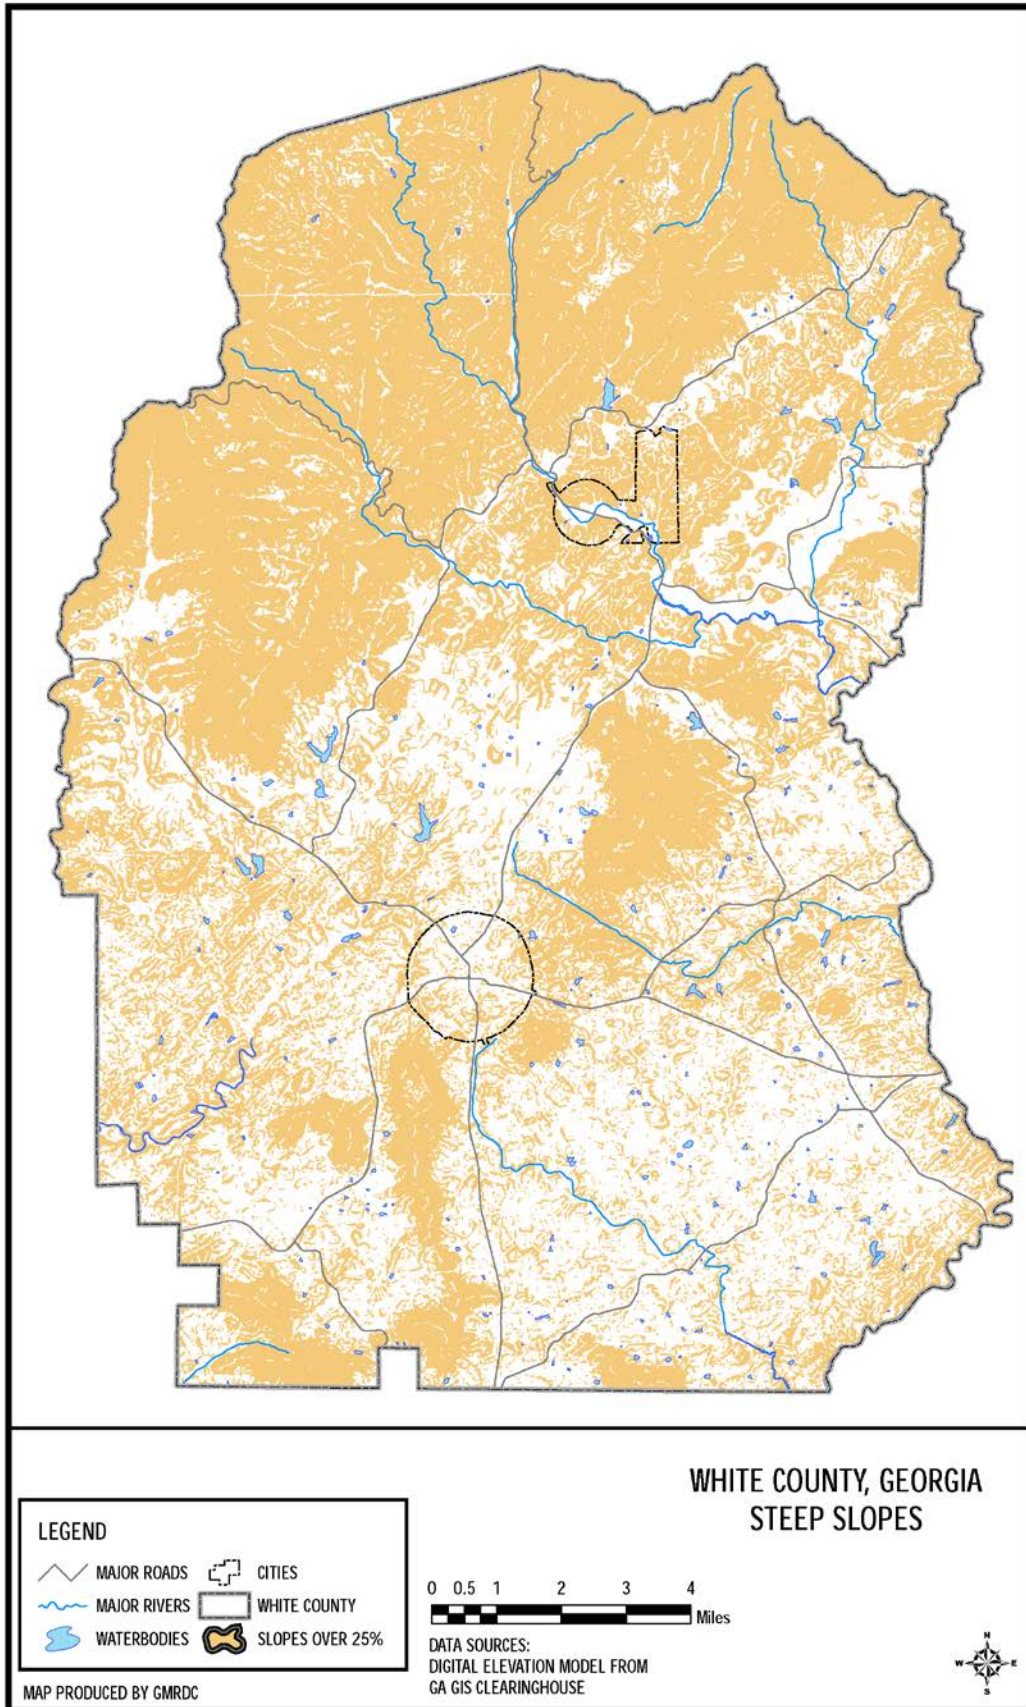 WHITE COUNTY, GEORGIA
STEEP SLOPES
LEGEND
MAJOR ROADS
CITIES
MAJOR RIVERS
WHITE COUNTY
WATERBODIES
SLOPES OVER 25%
MAP PRODUCED BY GMRDC
0 0.5 1 2 3 4
Miles
DATA SOURCES:
DIGITAL ELEVATION MODEL FROM
GA GIS CLEARINGHOUSE
N
W E
S